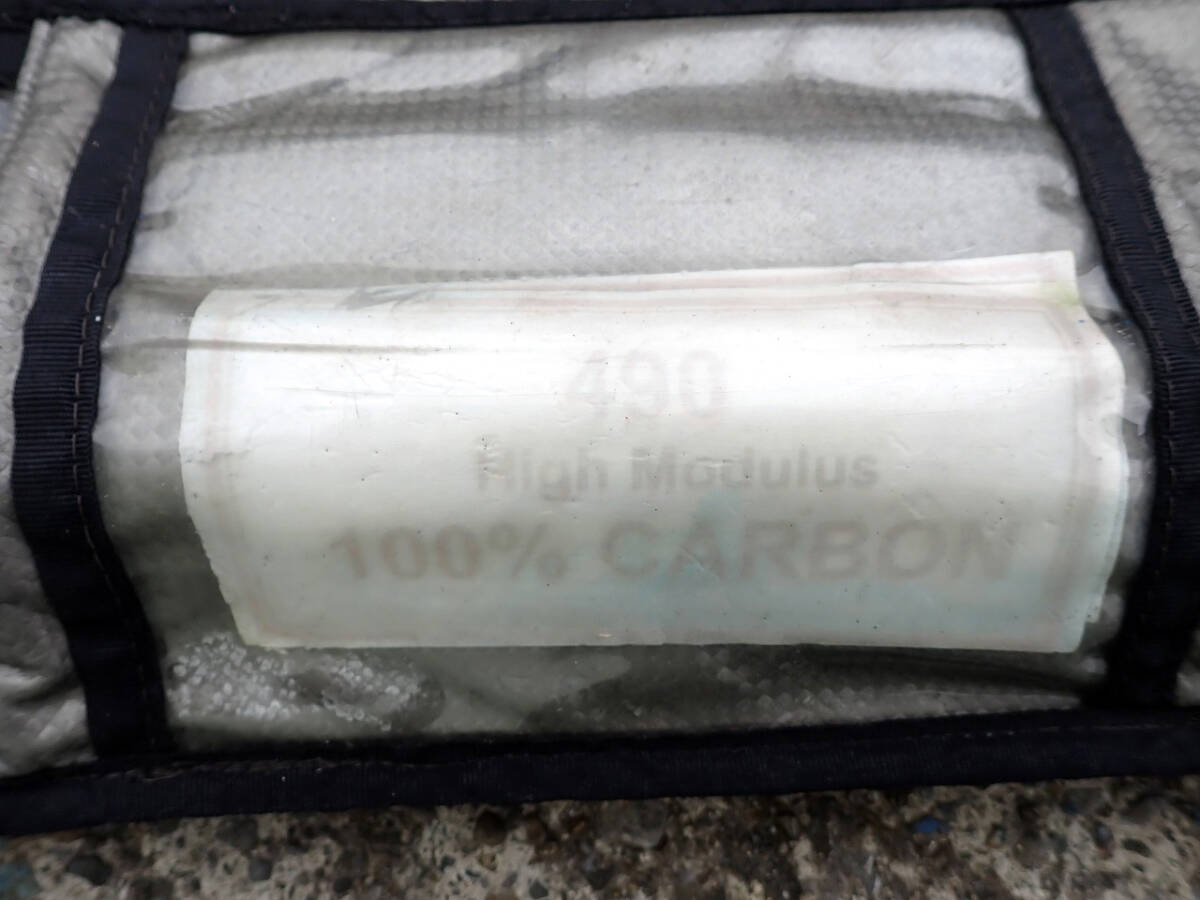 490
High Modulus
100% CARBON